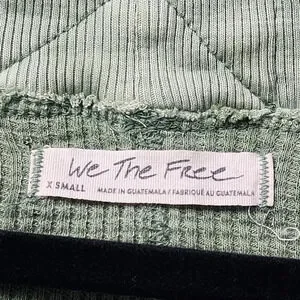 We The Free
X SMALL MADE IN GUATEMALA / FABRIQUÉ AU GUATEMALA